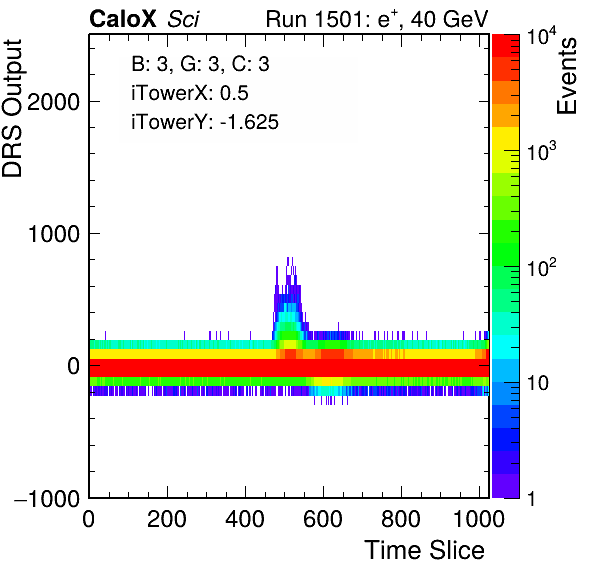 CaloX Sci Run 1501: e⁺, 40 GeV
B: 3, G: 3, C: 3
iTowerX: 0.5
iTowerY: -1.625
DRS Output
2000
1000
0
−1000
0 200 400 600 800 1000
Time Slice
Events
10⁴
10³
10²
10
1